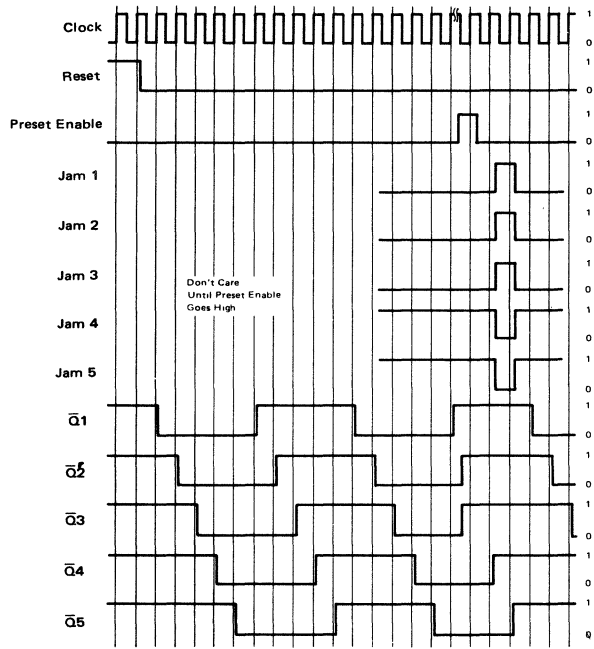 Clock
1
0
Reset
1
0
Preset Enable
1
0
Jam 1
1
0
Jam 2
1
0
Jam 3
1
0
Don't Care
Until Preset Enable
Goes High
Jam 4
1
0
Jam 5
1
0
Q̅1
1
0
Q̅2
1
0
Q̅3
1
0
Q̅4
1
0
Q̅5
1
0